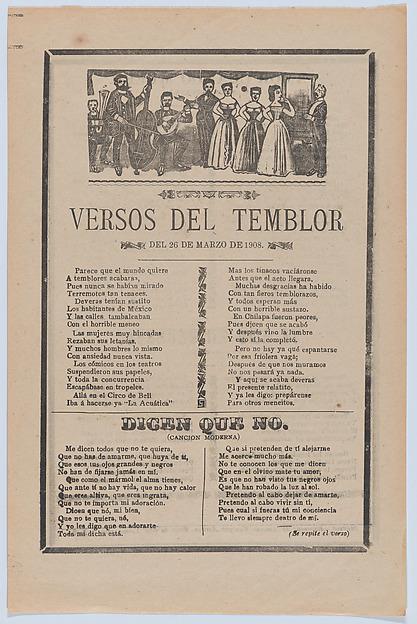 VERSOS DEL TEMBLOR
DEL 26 DE MARZO DE 1908.
Parece que el mundo quiere
A temblores acabarse,
Pues nunca se habían mirado
Terremotos tan tenaces.
Deveras tenían sustito
Los habitantes de México
Y las calles tambaleaban
Con el horrible meneo
Las mujeres muy hincadas
Rezaban sus letanías.
Y muchos hombres lo mismo
Con ansiedad nunca vista.
Los cómicos en los teatros
Suspendieron sus papeles,
Y toda la concurrencia
Escapábase en tropeles.
Allá en el Circo de Bell
Iba á hacerse ya "La Acuática"
Mas los tinacos vaciáronse
Antes que el acto llegara.
Muchas desgracias ha habido
Con tan fieros temblorazos,
Y todos esperan más
Con un horrible sustazo.
En Chilapa fueron peores,
Pues dicen que se acabó
Y después vino la lumbre
Y esto sí la completó.
Pero no hay ya qué espantarse
Por esa friolera vaga;
Después de que nos muramos
No nos pasará ya nada.
Y aquí se acaba deveras
El presente relatito,
Y ya les digo: prepárense
Para otros meneítos.
DICEN QUE NO.
(CANCION MODERNA)
Me dicen todos que no te quiera,
Que no has de amarme, que huya de tí,
Que esos tus ojos grandes y negros
No han de fijarse jamás en mí.
Que como el mármol el alma tienes,
Que ante tí no hay vida, que no hay calor
Que eres altiva, que eres ingrata,
Que no te importa mi adoración.
Dicen que nó, mi bien,
Que no te quiera, nó,
Y yo les digo que en adorarte
Toda mi dicha está.
Que si pretenden de tí alejarme
Me acerco mucho más.
No te conocen los que me dicen
Que en el olvino mate tu amor,
Es que no han visto tus negros ojos
Que le han robado la luz al sol.
Pretendo al cabo dejar de amarte,
Pretendo al cabo vivir sin tí,
Pues cual si fueras tú mi conciencia
Te llevo siempre dentro de mí.
(Se repite el verso)